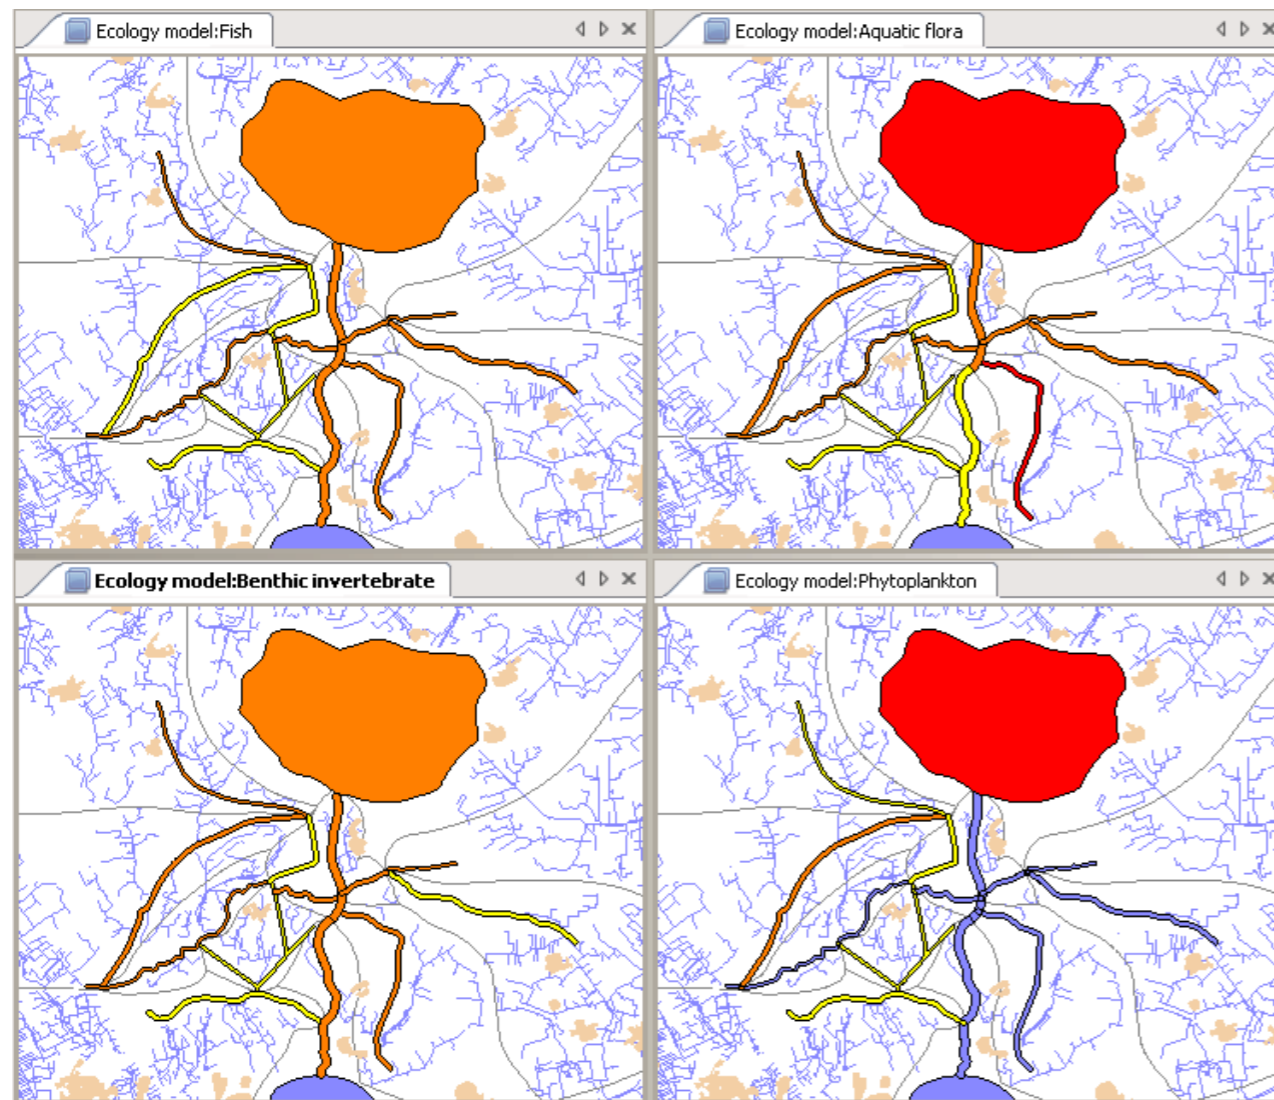 Ecology model:Fish
Ecology model:Aquatic flora
Ecology model:Benthic invertebrate
Ecology model:Phytoplankton